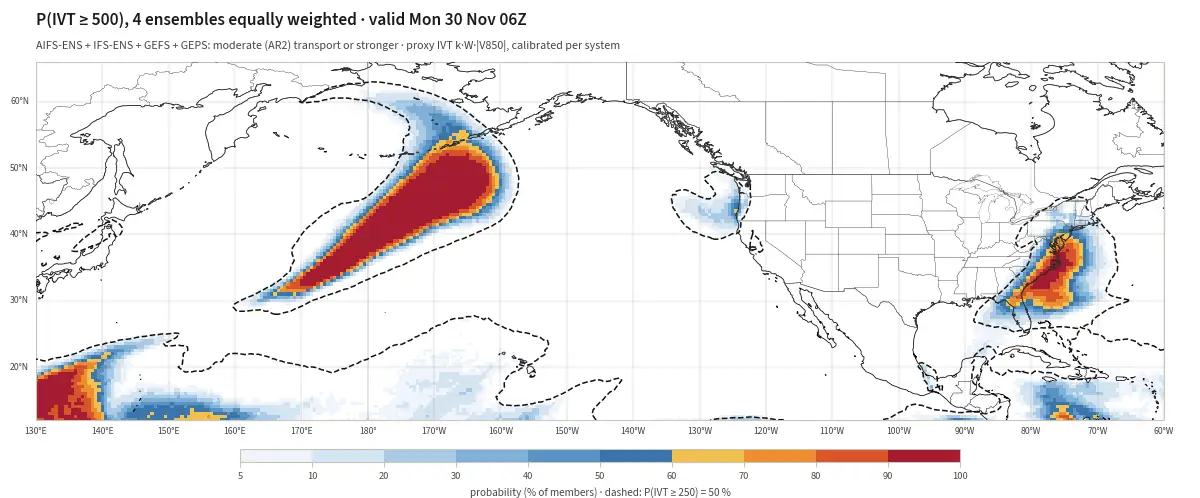 P(IVT ≥ 500), 4 ensembles equally weighted · valid Mon 30 Nov 06Z
AIFS-ENS + IFS-ENS + GEFS + GEPS: moderate (AR2) transport or stronger · proxy IVT k·W·|V850|, calibrated per system
60°N
50°N
40°N
30°N
20°N
130°E 140°E 150°E 160°E 170°E 180° 170°W 160°W 150°W 140°W 130°W 120°W 110°W 100°W 90°W 80°W 70°W 60°W
5 10 20 30 40 50 60 70 80 90 100
probability (% of members) · dashed: P(IVT ≥ 250) = 50 %